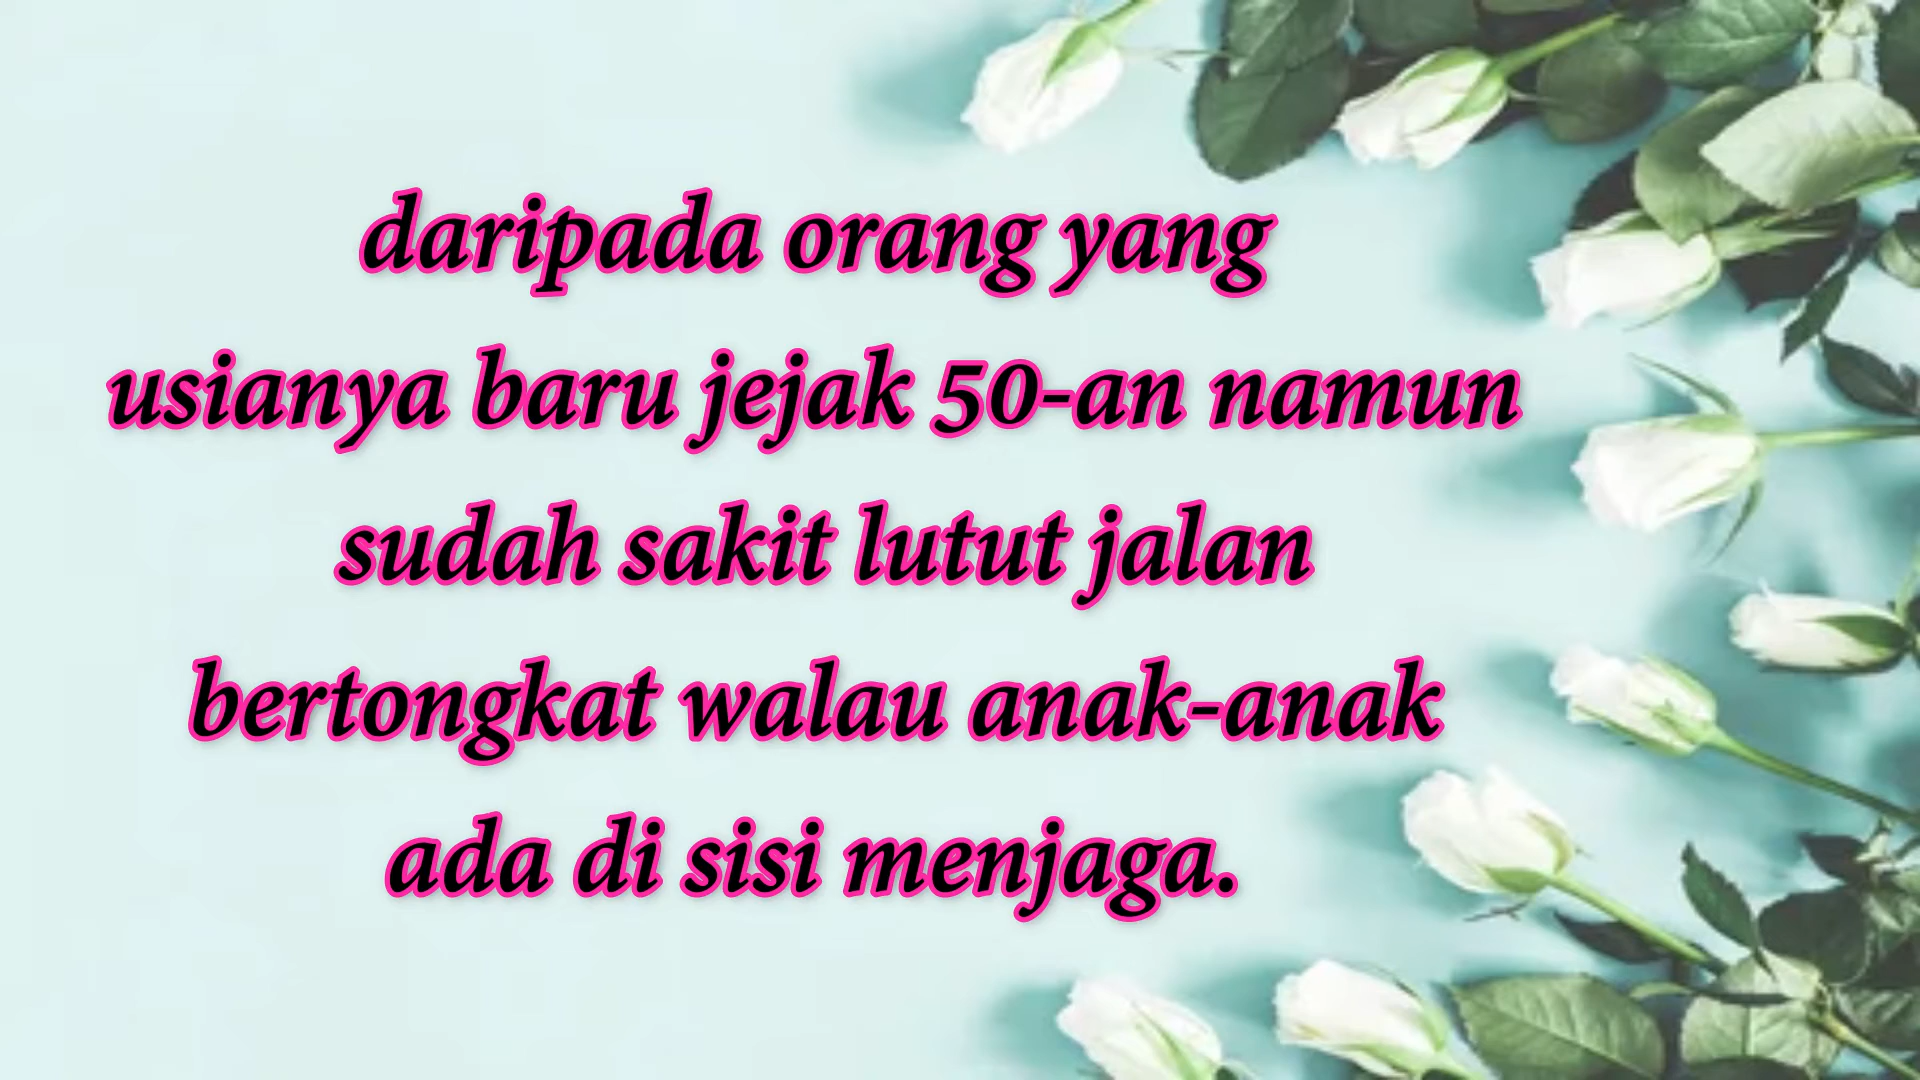 daripada orang yang
usianya baru jejak 50-an namun
sudah sakit lutut jalan
bertongkat walau anak-anak
ada di sisi menjaga.